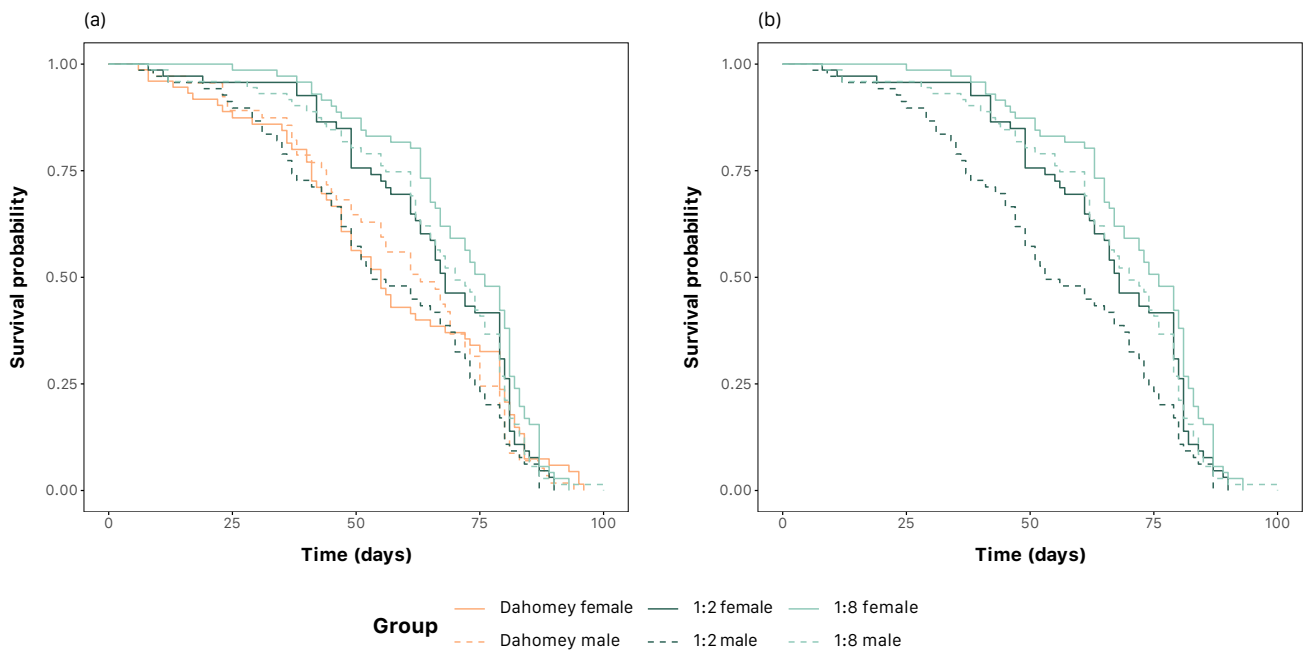 (a)
(b)
Survival probability
1.00
0.75
0.50
0.25
0.00
0 25 50 75 100
Time (days)
Survival probability
1.00
0.75
0.50
0.25
0.00
0 25 50 75 100
Time (days)
Group
Dahomey female 1:2 female 1:8 female
Dahomey male 1:2 male 1:8 male